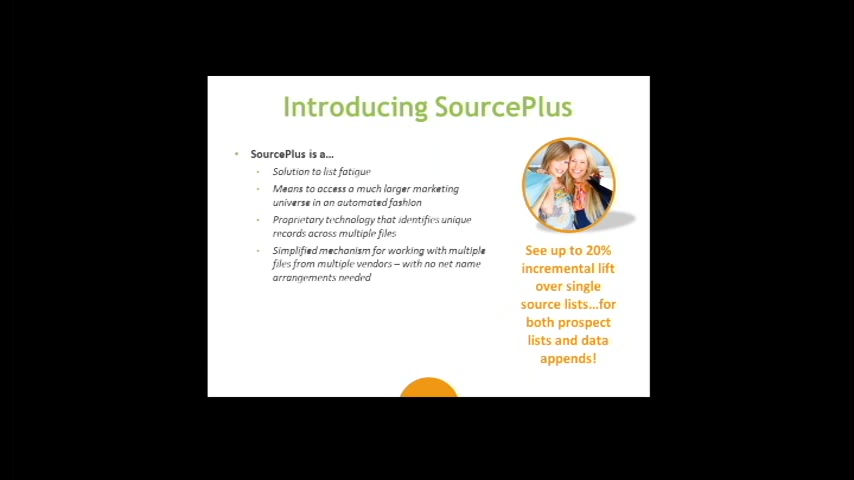 Introducing SourcePlus
SourcePlus is a...
Solution to list fatigue
Means to access a much larger marketing
universe in an automated fashion
Proprietary technology that identifies unique
records across multiple files
Simplified mechanism for working with multiple
files from multiple vendors – with no net name
arrangements needed
See up to 20%
incremental lift
over single
source lists...for
both prospect
lists and data
appends!